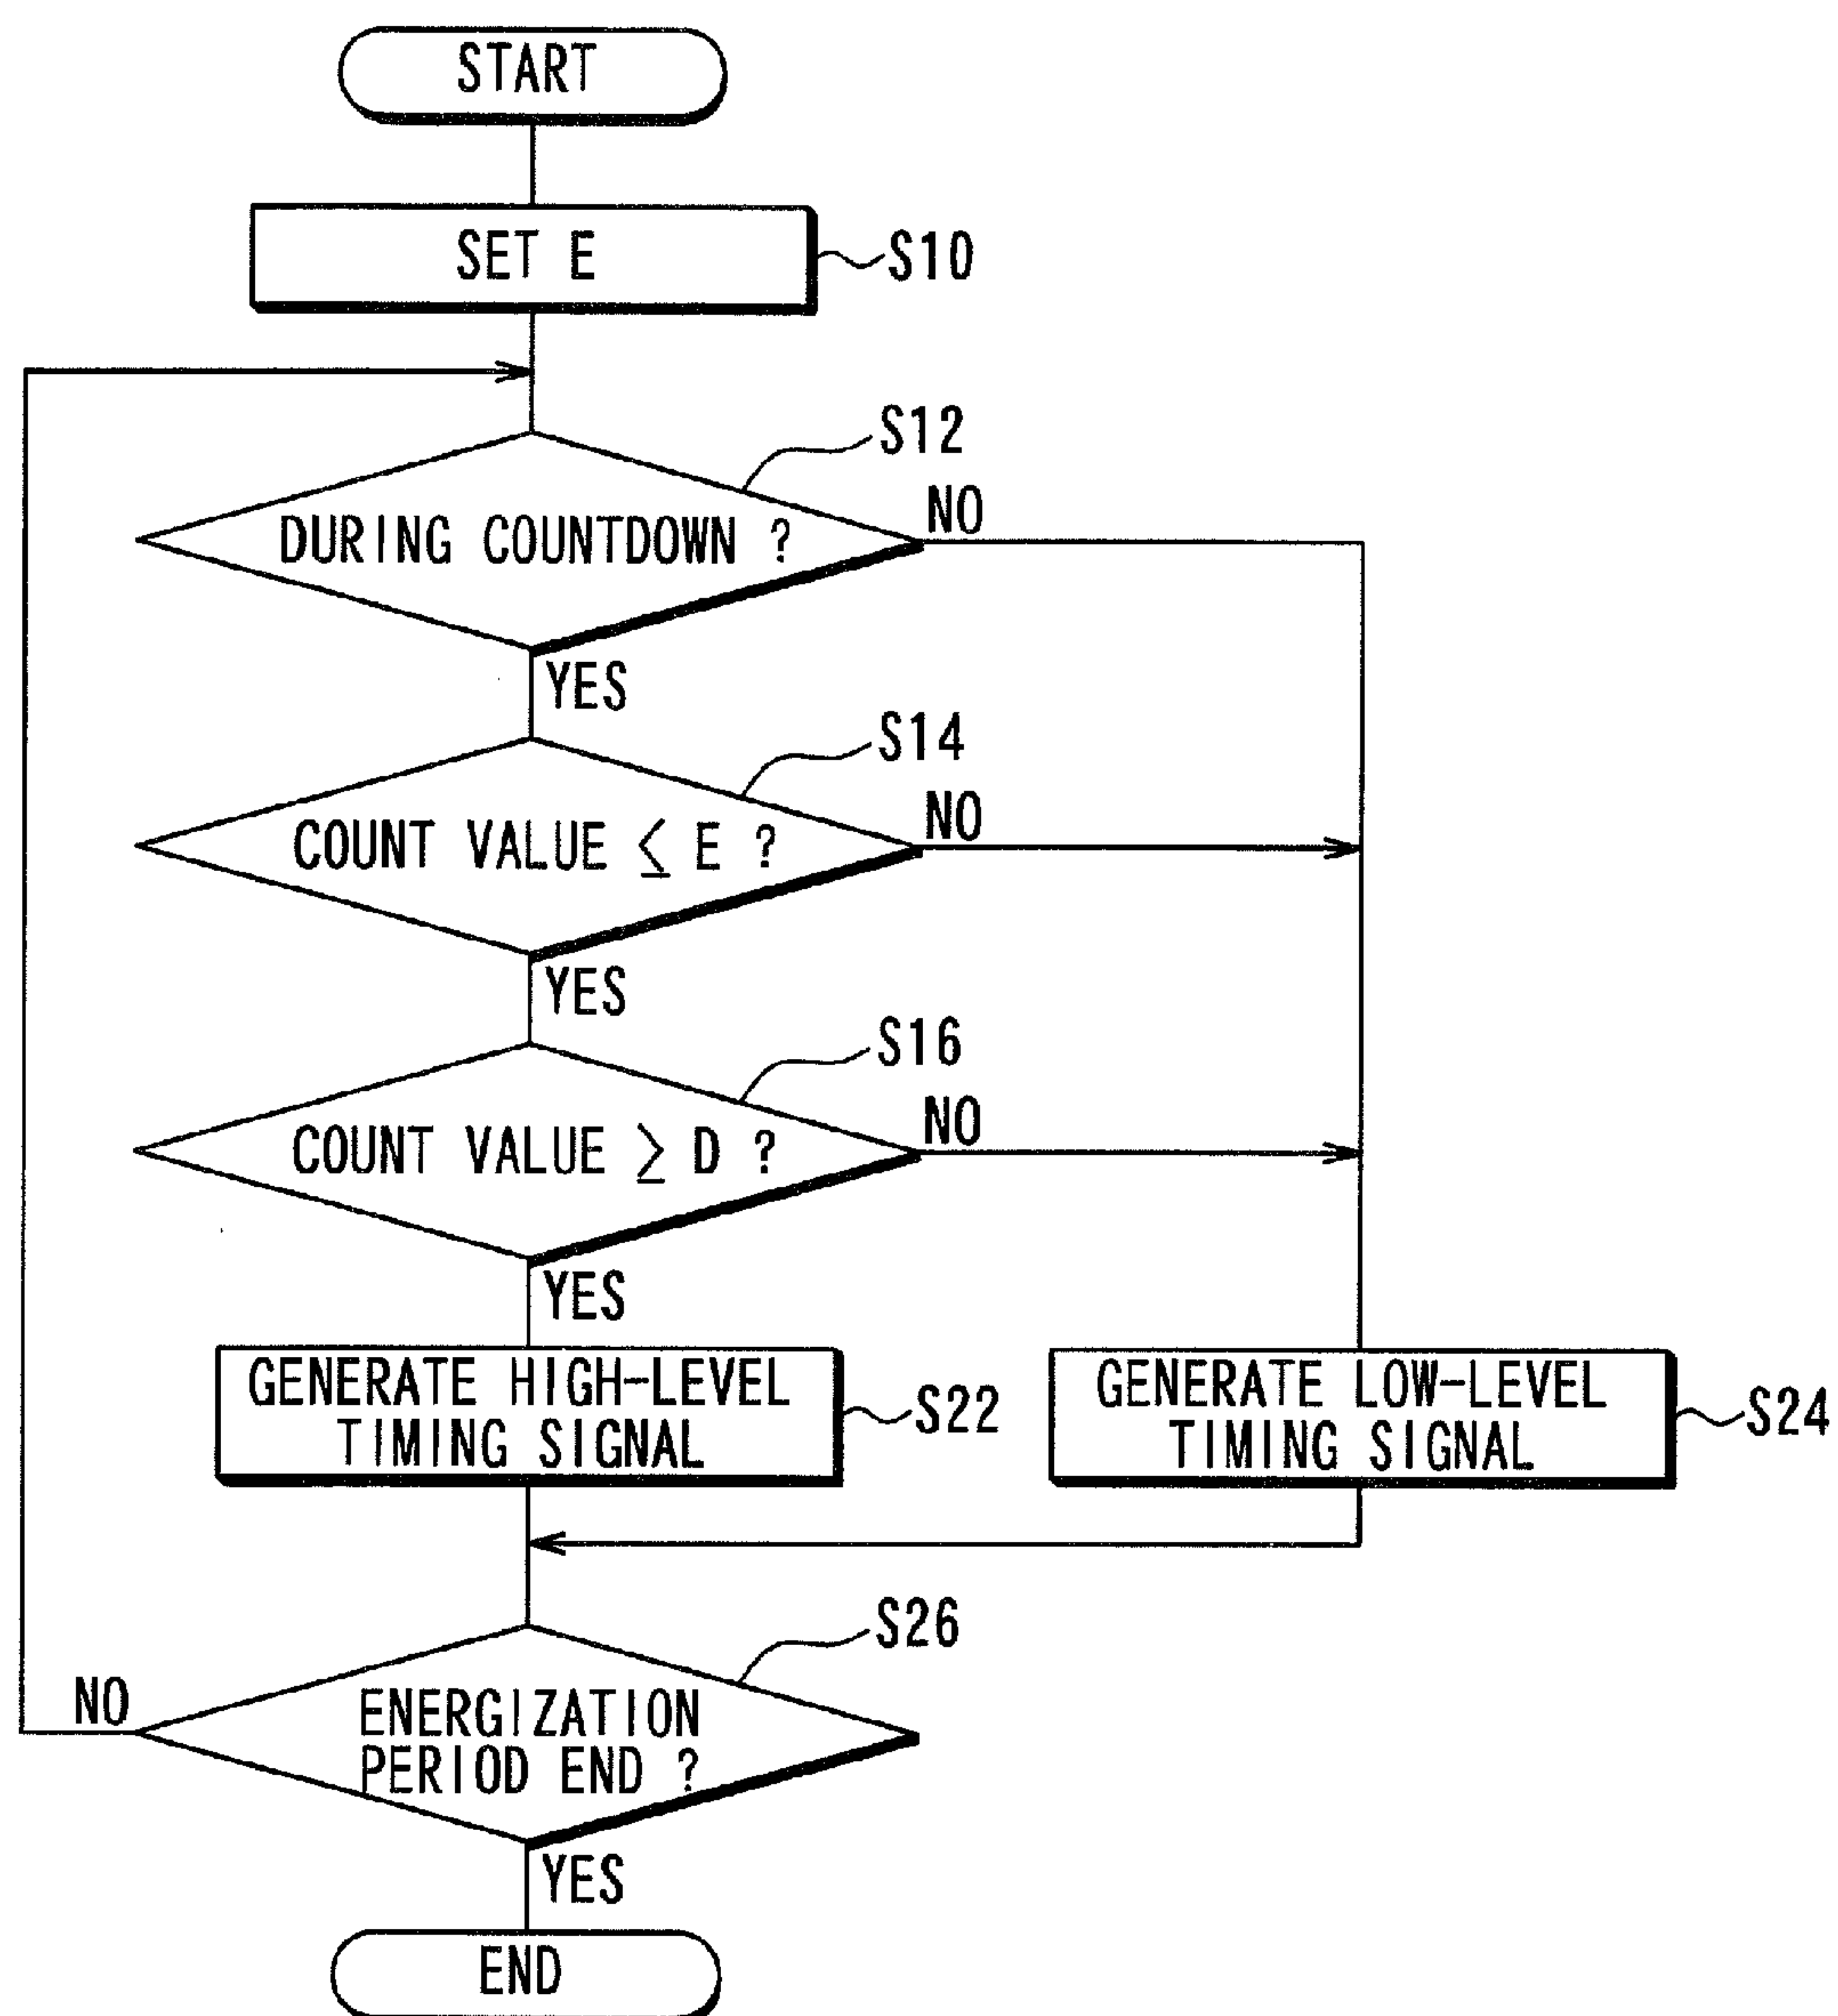 START
SET E
S10
S12
DURING COUNTDOWN ?
NO
YES
S14
COUNT VALUE ≤ E ?
NO
YES
S16
COUNT VALUE ≥ D ?
NO
YES
GENERATE HIGH-LEVEL
TIMING SIGNAL
S22
GENERATE LOW-LEVEL
TIMING SIGNAL
S24
S26
ENERGIZATION
PERIOD END ?
NO
YES
END